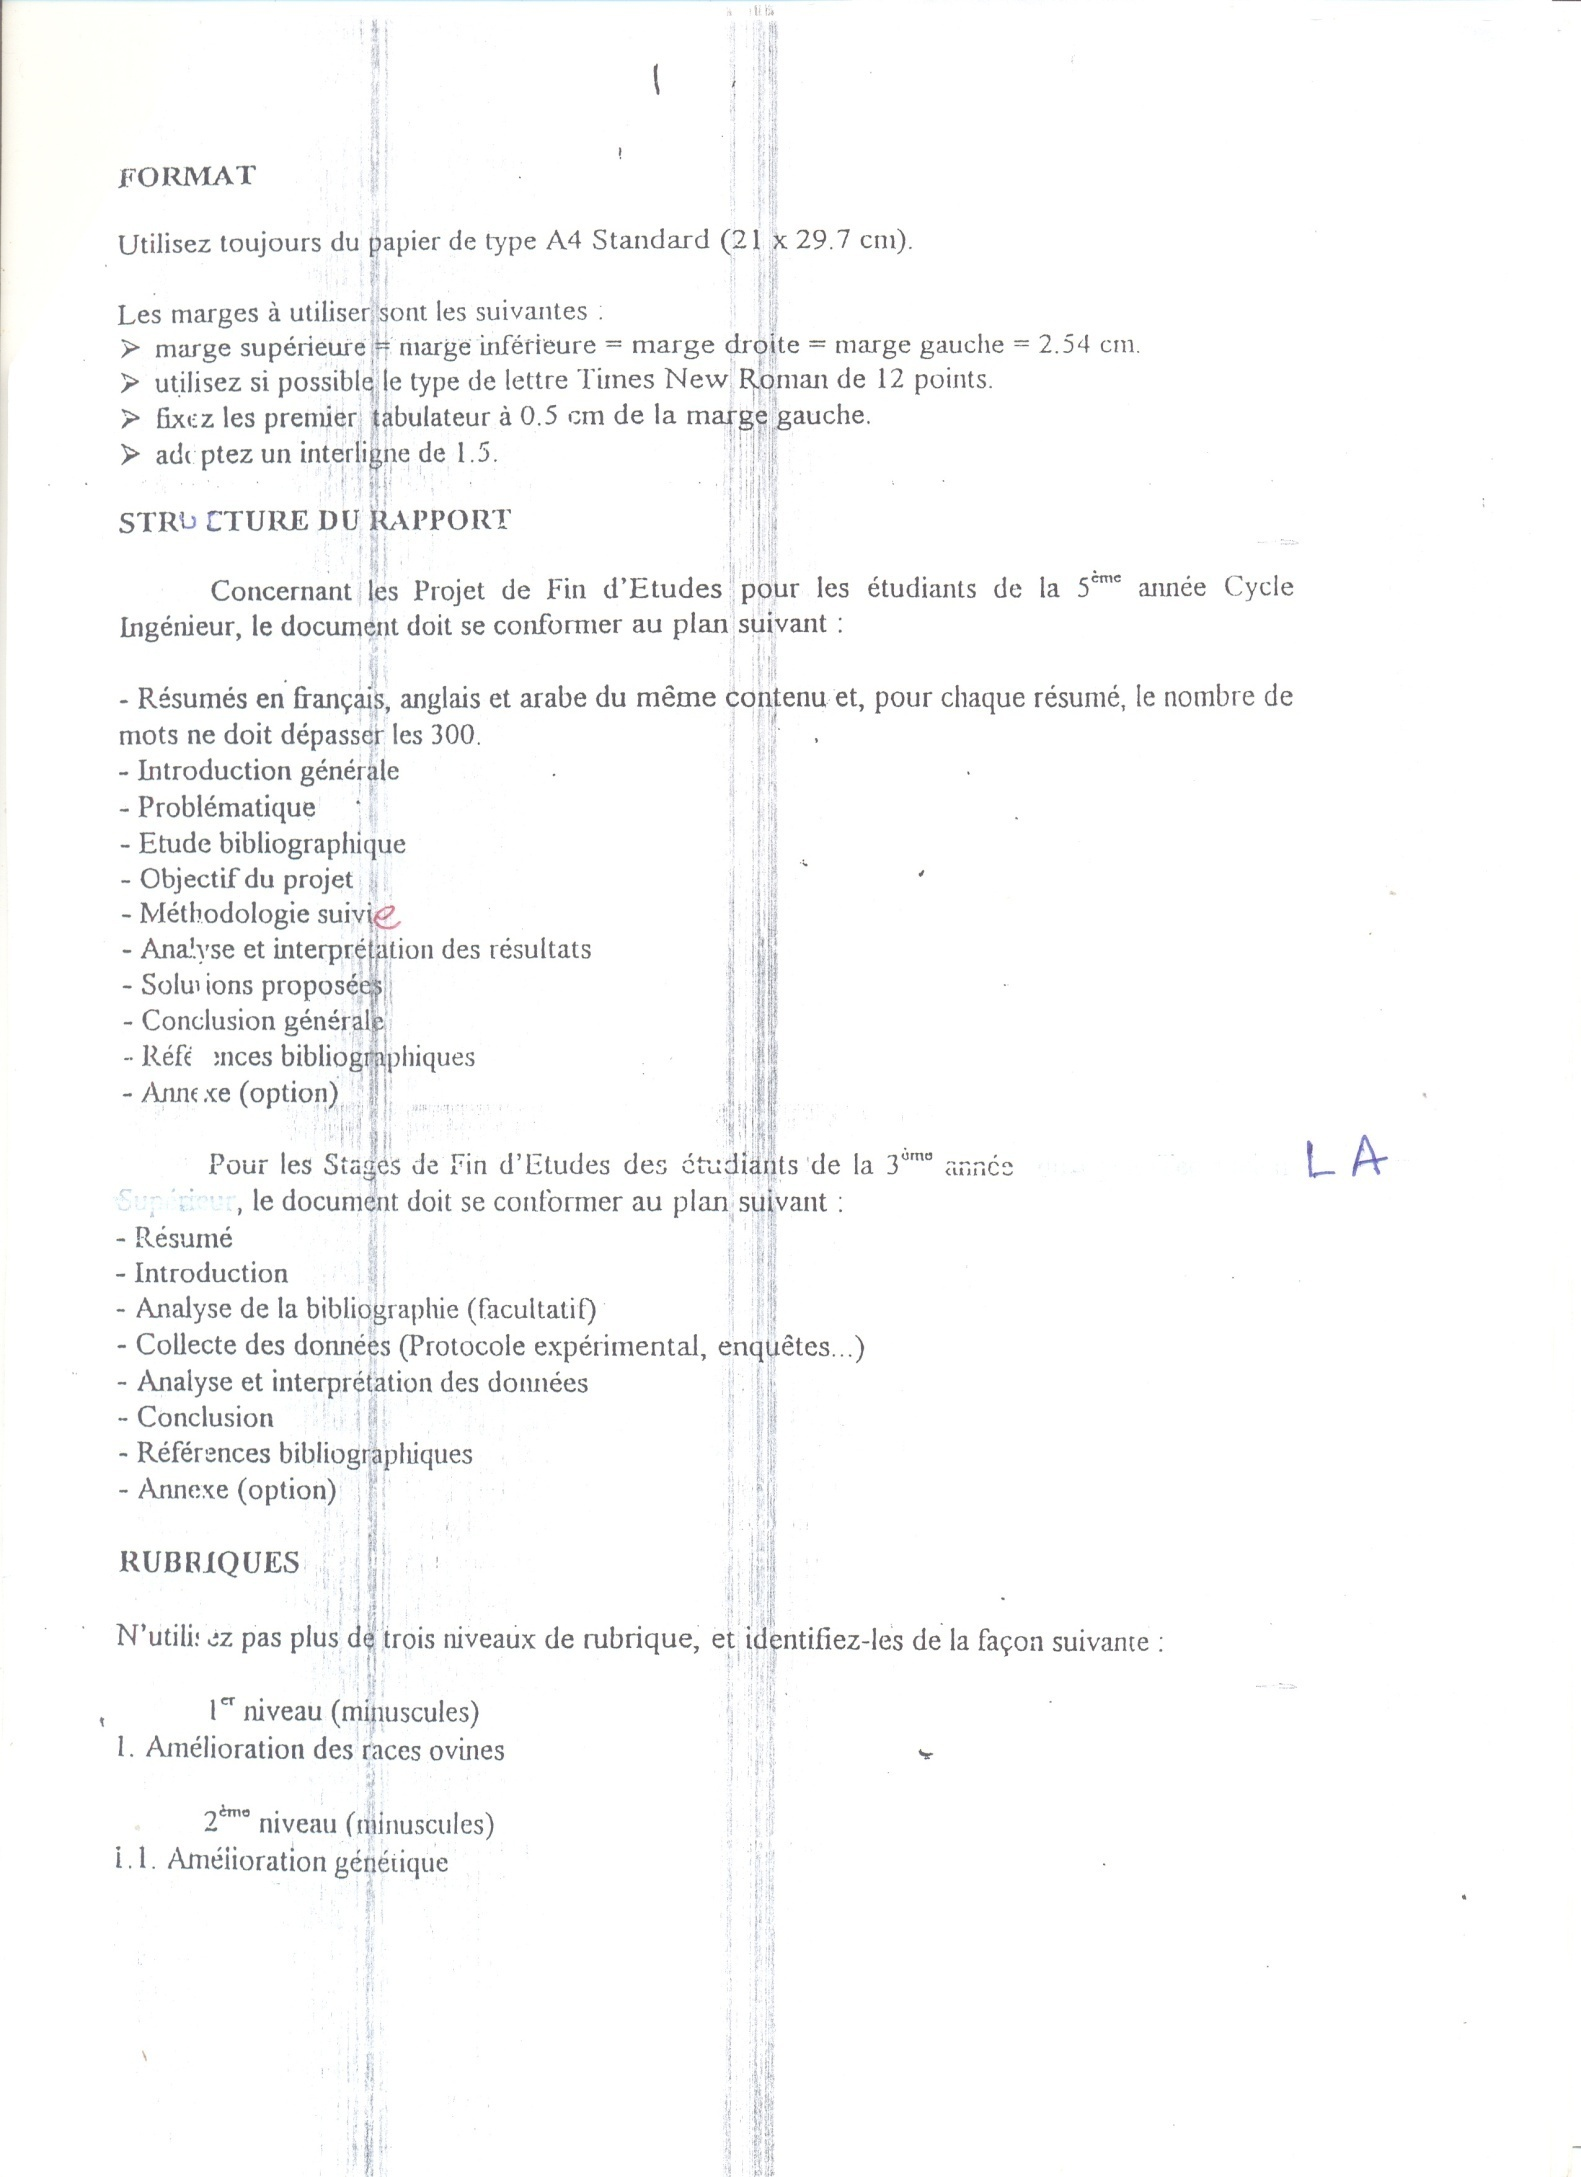 FORMAT
Utilisez toujours du papier de type A4 Standard (21 x 29.7 cm).
Les marges à utiliser sont les suivantes :
➢ marge supérieure = marge inférieure = marge droite = marge gauche = 2.54 cm.
➢ utilisez si possible le type de lettre Times New Roman de 12 points.
➢ fixez les premier tabulateur à 0.5 cm de la marge gauche.
➢ adoptez un interligne de 1.5.
STRUCTURE DU RAPPORT
Concernant les Projet de Fin d'Etudes pour les étudiants de la 5ème année Cycle
Ingénieur, le document doit se conformer au plan suivant :
- Résumés en français, anglais et arabe du même contenu et, pour chaque résumé, le nombre de
mots ne doit dépasser les 300.
- Introduction générale
- Problématique
- Etude bibliographique
- Objectif du projet
- Méthodologie suivie
- Analyse et interprétation des résultats
- Solutions proposées
- Conclusion générale
- Références bibliographiques
- Annexe (option)
Pour les Stages de Fin d'Etudes des étudiants de la 3ème année LA
Supérieur, le document doit se conformer au plan suivant :
- Résumé
- Introduction
- Analyse de la bibliographie (facultatif)
- Collecte des données (Protocole expérimental, enquêtes...)
- Analyse et interprétation des données
- Conclusion
- Références bibliographiques
- Annexe (option)
RUBRIQUES
N'utilisez pas plus de trois niveaux de rubrique, et identifiez-les de la façon suivante :
1er niveau (minuscules)
1. Amélioration des races ovines
2ème niveau (minuscules)
1.1. Amélioration génétique